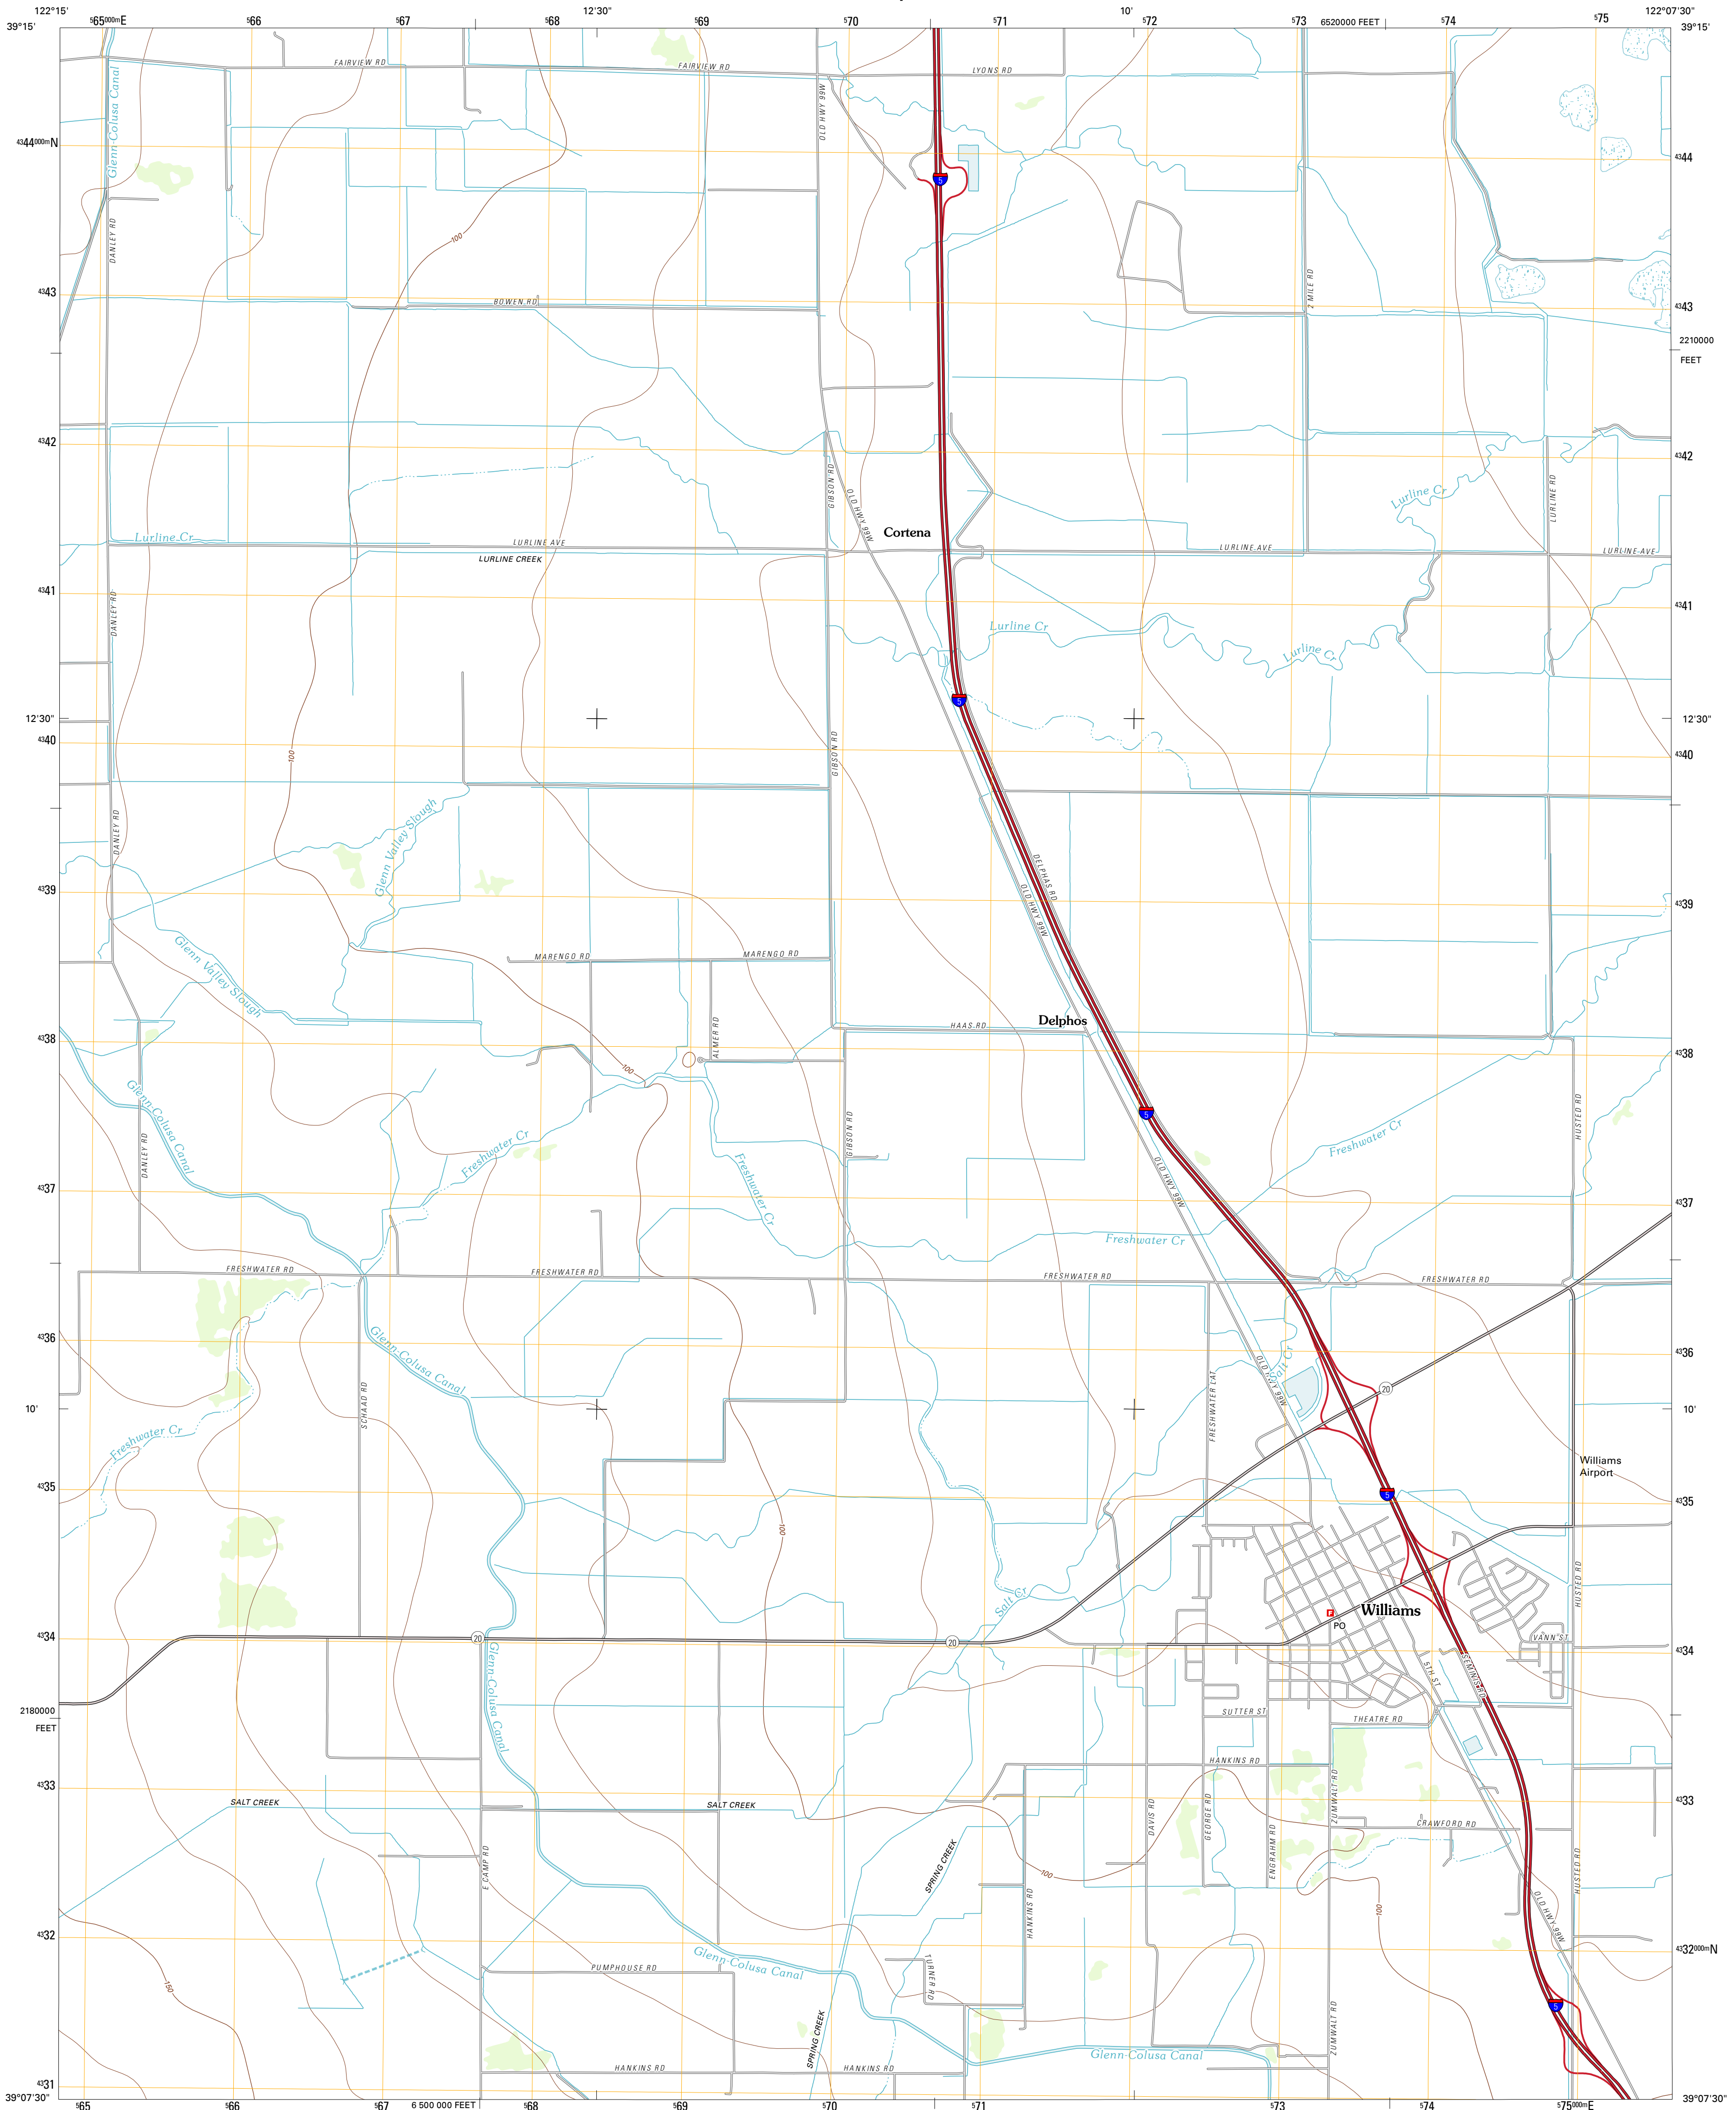 122°15'
⁵65⁰⁰⁰ᵐE
⁵66
⁵67
⁵68
12'30"
⁵69
⁵70
⁵71
10'
⁵72
⁵73
6520000 FEET
⁵74
⁵75
122°07'30"
39°15'
39°15'
FAIRVIEW RD
FAIRVIEW RD
LYONS RD
Glenn-Colusa Canal
OLD HWY 99W
⁴³44⁰⁰⁰ᵐN
⁴³44
5
DANLEY RD
100
2 MILE RD
⁴³43
BOWEN RD
⁴³43
2210000
FEET
⁴³42
⁴³42
GIBSON RD
OLD HWY 99W
Lurline Cr
LURLINE RD
Cortena
Lurline Cr
LURLINE AVE
LURLINE AVE
LURLINE AVE
LURLINE CREEK
⁴³41
DANLEY RD
⁴³41
Lurline Cr
Lurline Cr
5
12'30"
12'30"
⁴³40
100
GIBSON RD
⁴³40
DANLEY RD
Glenn Valley Slough
DELPHAS RD
OLD HWY 99W
⁴³39
⁴³39
Glenn Valley Slough
MARENGO RD
MARENGO RD
Delphos
HAAS RD
⁴³38
ALMER RD
⁴³38
100
Glenn-Colusa Canal
5
DANLEY RD
GIBSON RD
HUSTED RD
Freshwater Cr
Freshwater Cr
Freshwater Cr
OLD HWY 99W
⁴³37
⁴³37
Freshwater Cr
FRESHWATER RD
FRESHWATER RD
FRESHWATER RD
FRESHWATER RD
⁴³36
Glenn-Colusa Canal
Salt Cr
OLD HWY 99W
⁴³36
20
10'
SCHAAD RD
FRESHWATER LAT
10'
Freshwater Cr
Williams
Airport
⁴³35
5
⁴³35
100
HUSTED RD
Salt Cr
Williams
PO
⁴³34
20
20
VANN ST
⁴³34
Glenn-Colusa Canal
5TH ST
SEMINIS RD
2180000
FEET
SUTTER ST
THEATRE RD
HANKINS RD
⁴³33
SALT CREEK
SALT CREEK
DAVIS RD
GEORGE RD
ZUMWALT RD
⁴³33
CRAWFORD RD
E CAMP RD
SPRING CREEK
100
ENGRAHM RD
HUSTED RD
HANKINS RD
100
OLD HWY 99W
⁴³32
⁴³32⁰⁰⁰ᵐN
Glenn-Colusa Canal
150
PUMPHOUSE RD
TURNER RD
5
SPRING CREEK
ZUMWALT RD
Glenn-Colusa Canal
HANKINS RD
HANKINS RD
⁴³31
39°07'30"
39°07'30"
⁵65
⁵66
⁵67
6 500 000 FEET
⁵68
⁵69
⁵70
⁵71
⁵73
⁵74
⁵75⁰⁰⁰ᵐE